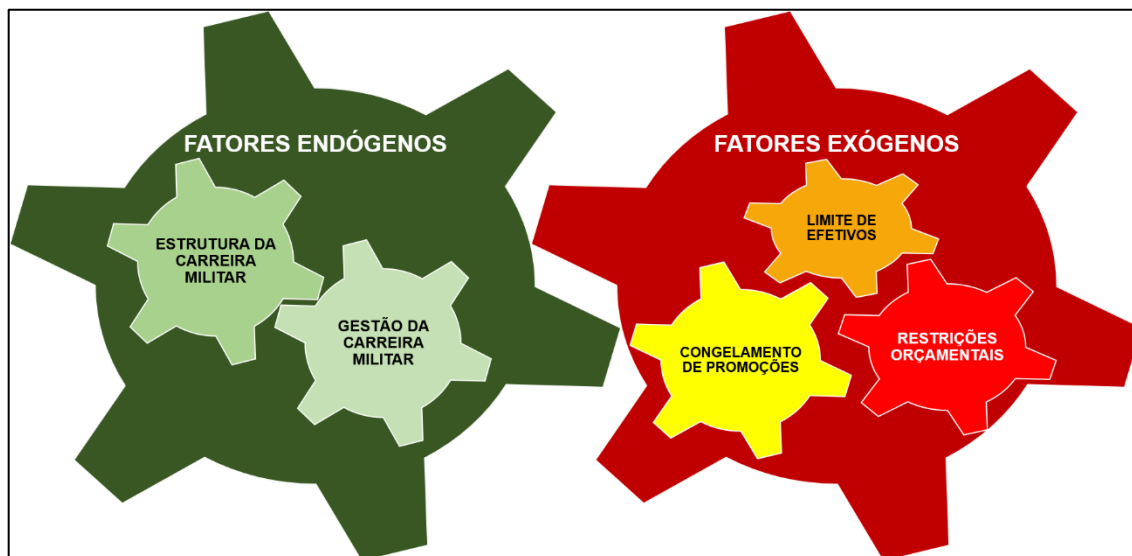 FATORES ENDÓGENOS
ESTRUTURA DA
CARREIRA
MILITAR
GESTÃO DA
CARREIRA
MILITAR
FATORES EXÓGENOS
LIMITE DE
EFETIVOS
CONGELAMENTO
DE PROMOÇÕES
RESTRIÇÕES
ORÇAMENTAIS